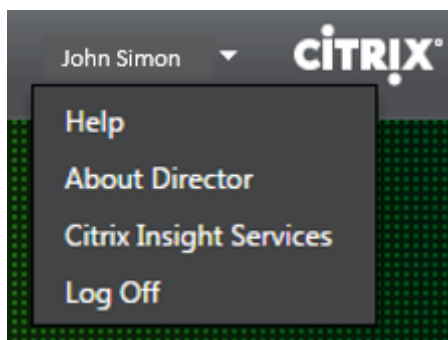 John Simon
CITRIX®
Help
About Director
Citrix Insight Services
Log Off